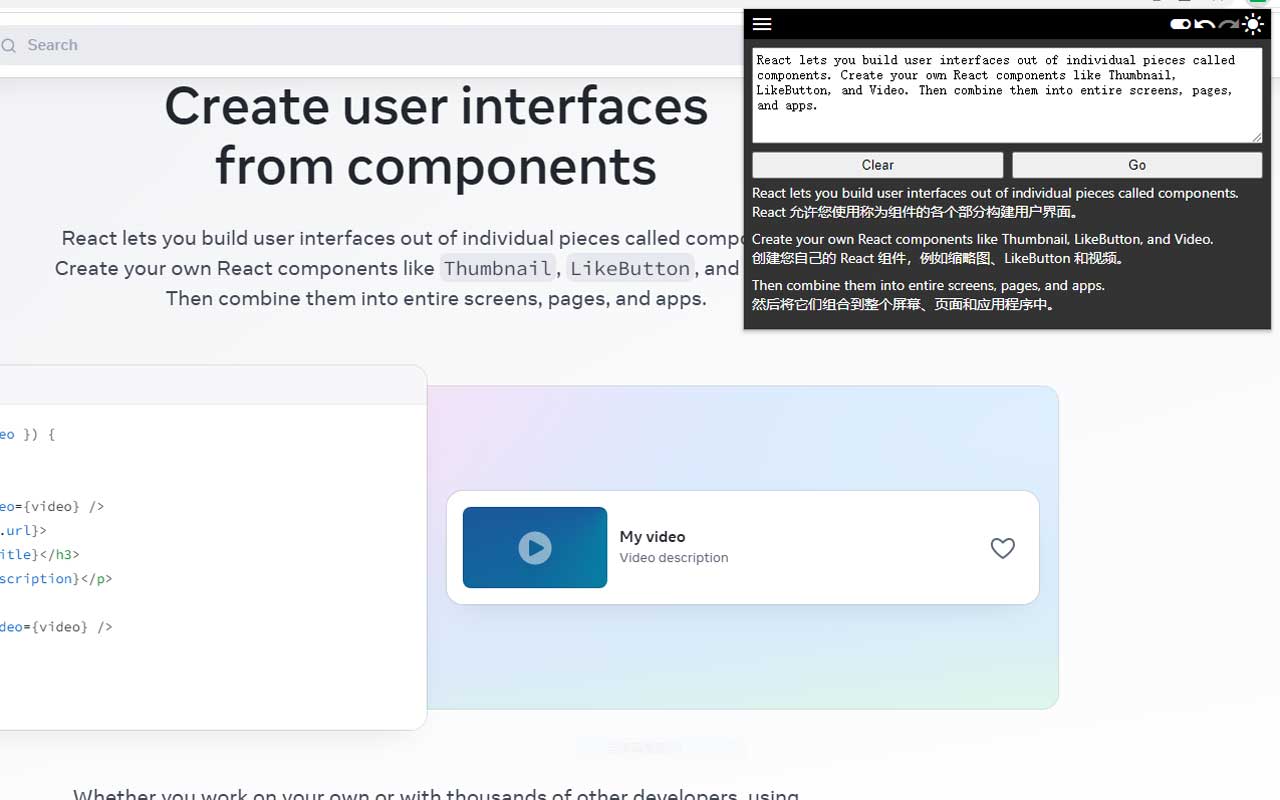 Search
Create user interfaces
from components
React lets you build user interfaces out of individual pieces called
Create your own React components like Thumbnail, LikeButton, and
Then combine them into entire screens, pages, and apps.
React lets you build user interfaces out of individual pieces called
components. Create your own React components like Thumbnail,
LikeButton, and Video. Then combine them into entire screens, pages,
and apps.
Clear
Go
React lets you build user interfaces out of individual pieces called components.
React 允许您使用称为组件的各个部分构建用户界面。
Create your own React components like Thumbnail, LikeButton, and Video.
创建您自己的 React 组件，例如缩略图、LikeButton 和视频。
Then combine them into entire screens, pages, and apps.
然后将它们组合到整个屏幕、页面和应用程序中。
eo }) {
eo={video} />
.url}>
itle}</h3>
scription}</p>
deo={video} />
My video
Video description
Whether you work on your own or with thousands of other developers, using